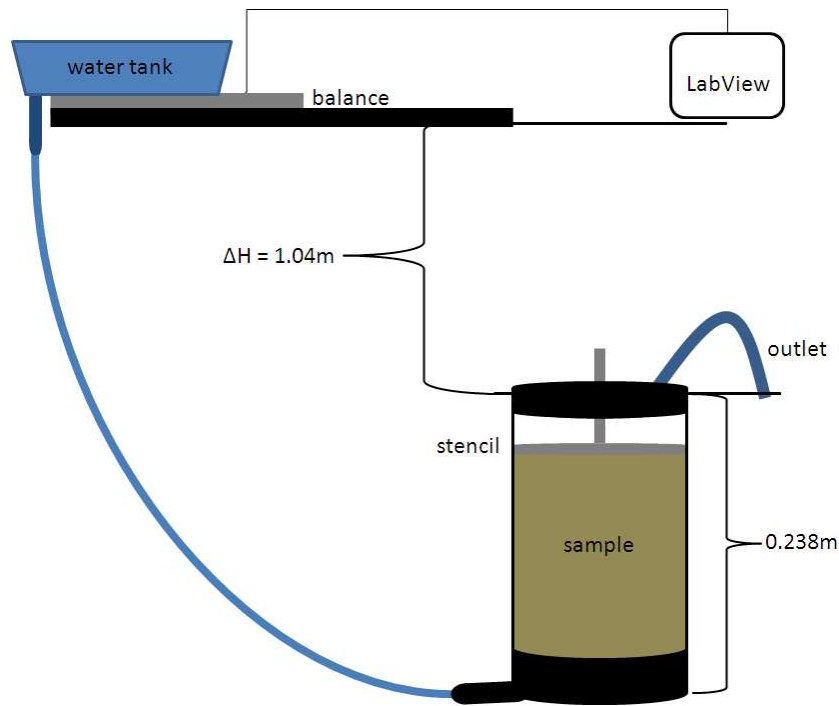 water tank
LabView
balance
ΔH = 1.04m
outlet
stencil
sample
0.238m